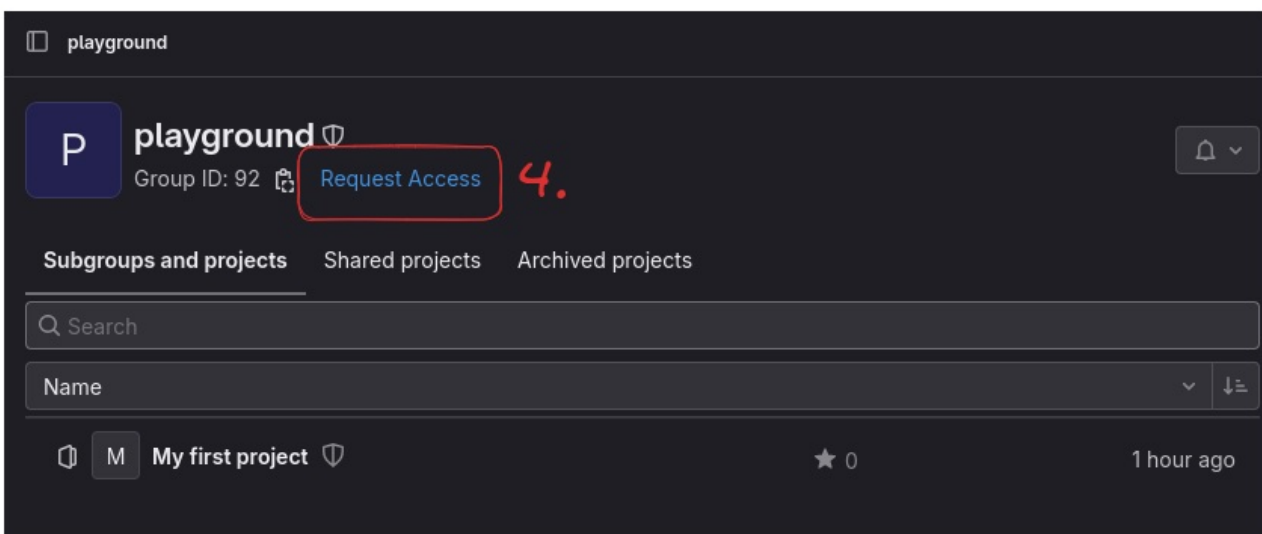 playground
P
playground
Group ID: 92 Request Access 4.
Subgroups and projects Shared projects Archived projects
Search
Name
M My first project 0 1 hour ago